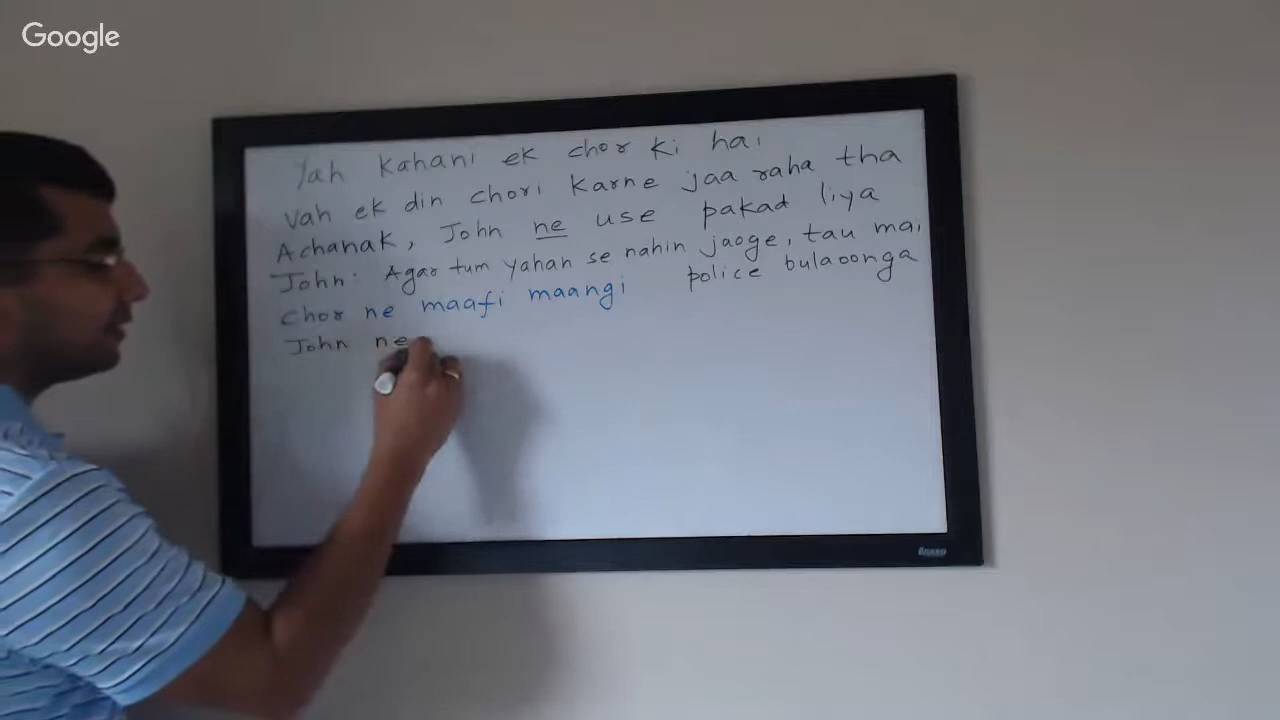 Google
Yah kahani ek chor ki hai
vah ek din chori karne jaa raha tha
Achanak, John ne use pakad liya
John: Agar tum yahan se nahin jaoge, tau mai
police bulaoonga
chor ne maafi maangi
John ne